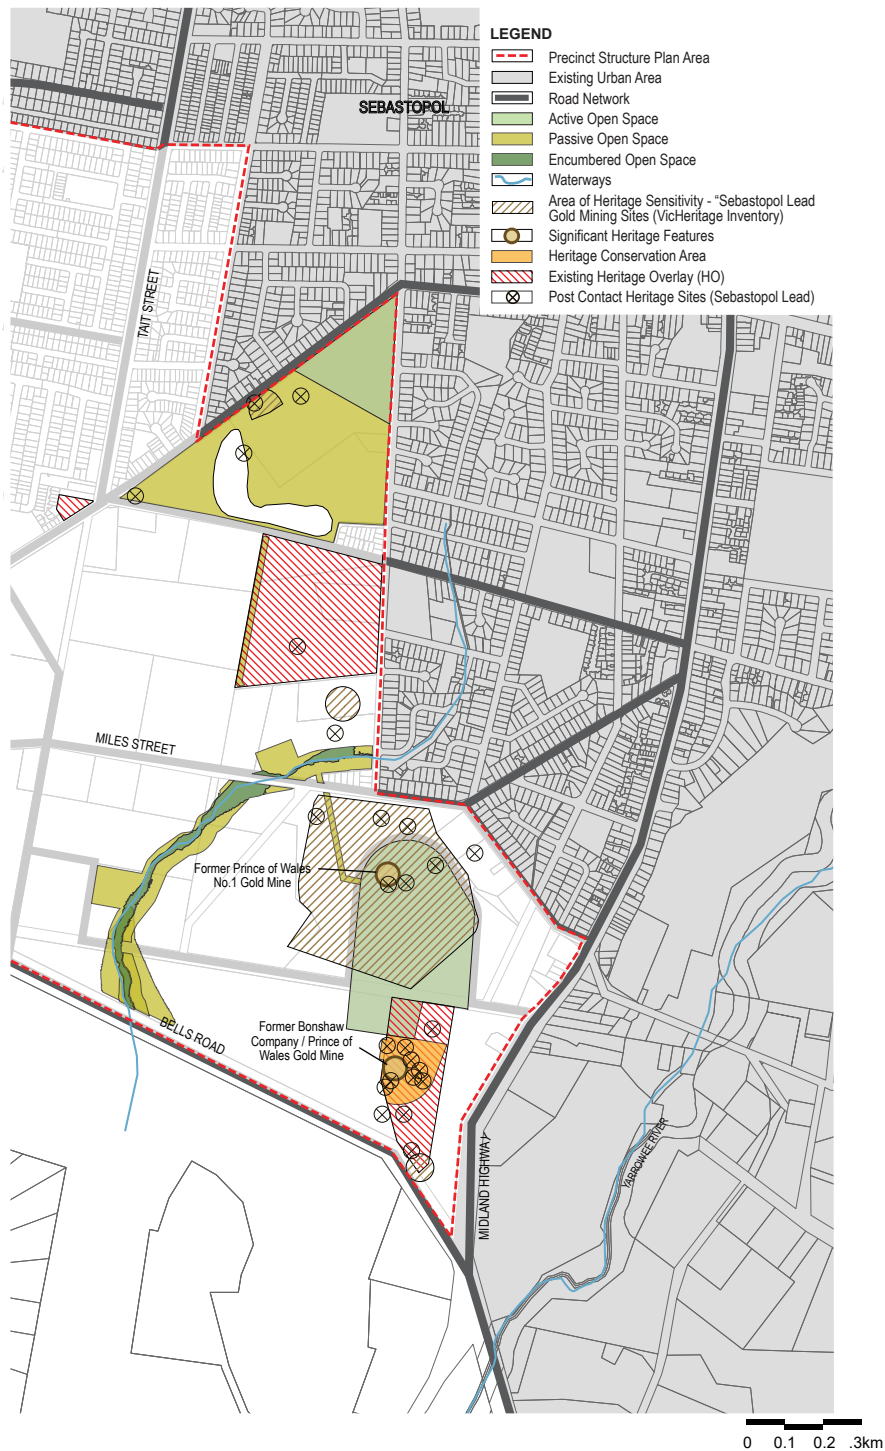 LEGEND
Precinct Structure Plan Area
Existing Urban Area
Road Network
Active Open Space
Passive Open Space
Encumbered Open Space
Waterways
Area of Heritage Sensitivity - "Sebastopol Lead
Gold Mining Sites (VicHeritage Inventory)
Significant Heritage Features
Heritage Conservation Area
Existing Heritage Overlay (HO)
Post Contact Heritage Sites (Sebastopol Lead)
SEBASTOPOL
TAIT STREET
MILES STREET
Former Prince of Wales
No.1 Gold Mine
BELLS ROAD
Former Bonshaw
Company / Prince of
Wales Gold Mine
MIDLAND HIGHWAY
YARROWEE RIVER
0 0.1 0.2 .3km